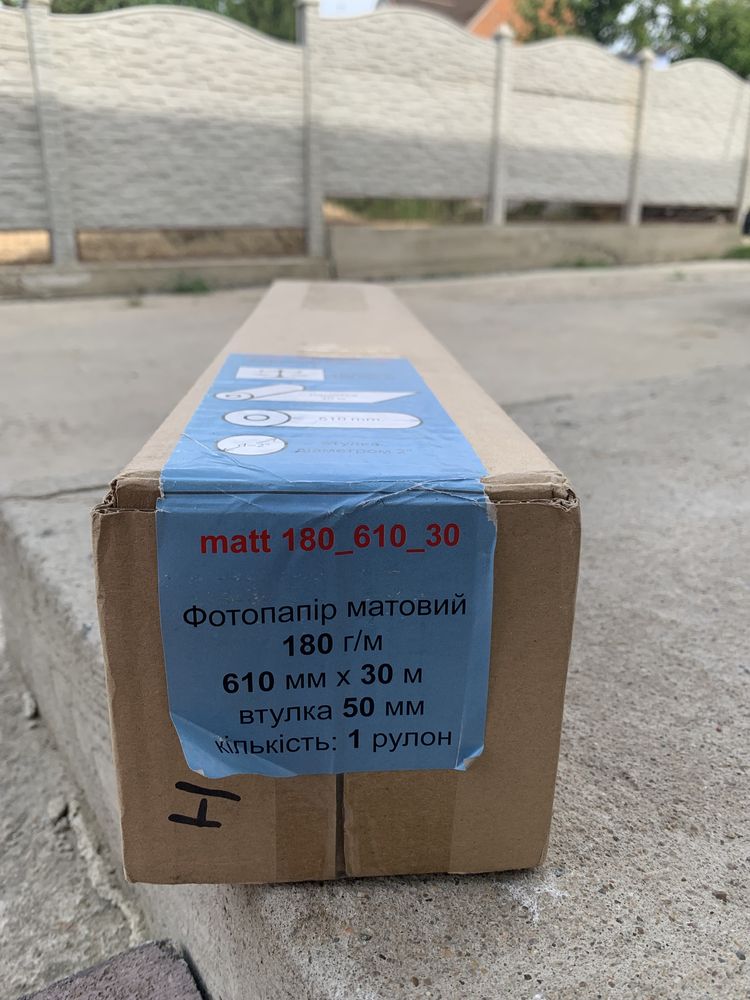 30 м
610 mm.
втулка
діаметром 2"
matt 180_610_30
Фотопапір матовий
180 г/м
610 мм х 30 м
втулка 50 мм
кількість: 1 рулон
H